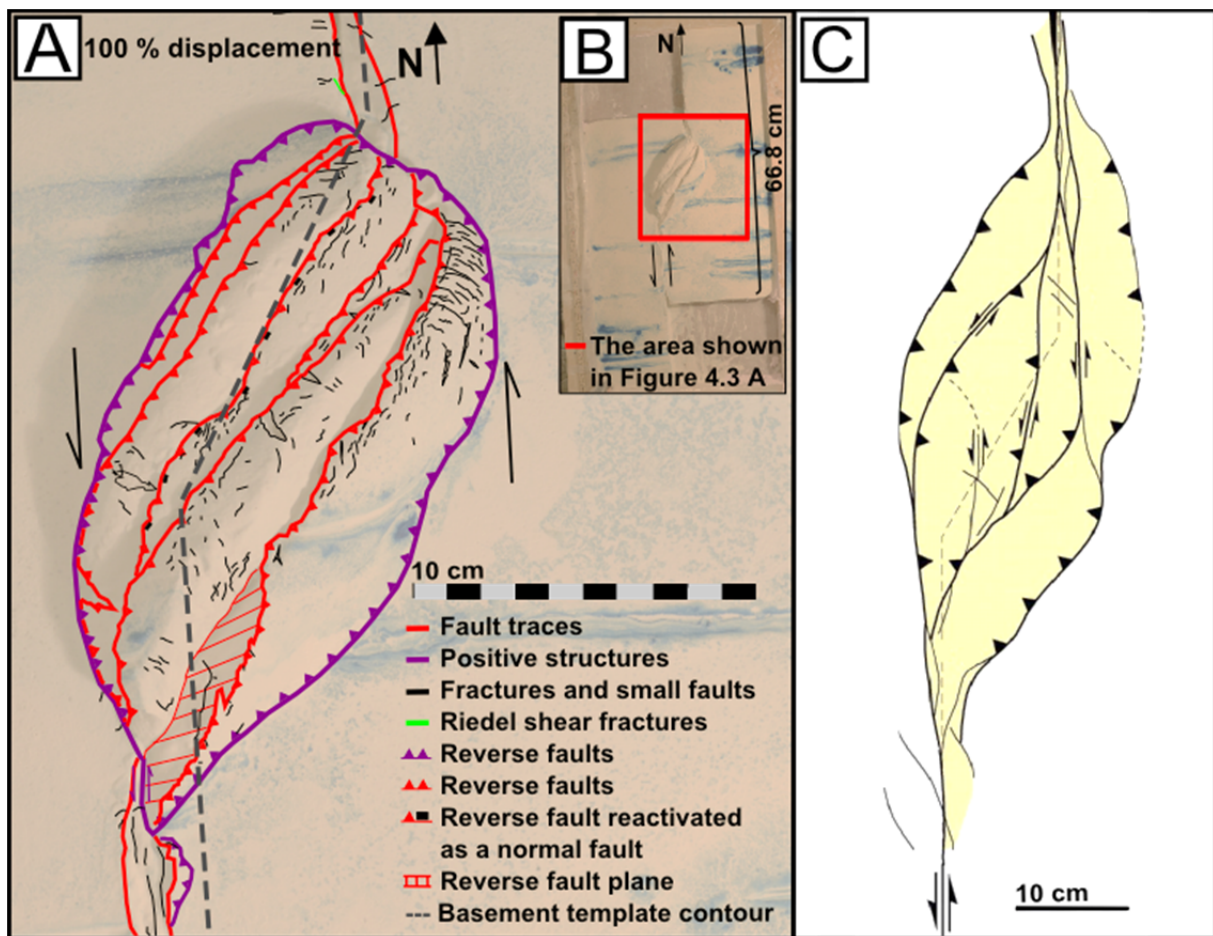 A
100 % displacement
N
B
N
66.8 cm
The area shown
in Figure 4.3 A
10 cm
Fault traces
Positive structures
Fractures and small faults
Riedel shear fractures
Reverse faults
Reverse faults
Reverse fault reactivated
as a normal fault
Reverse fault plane
Basement template contour
C
10 cm